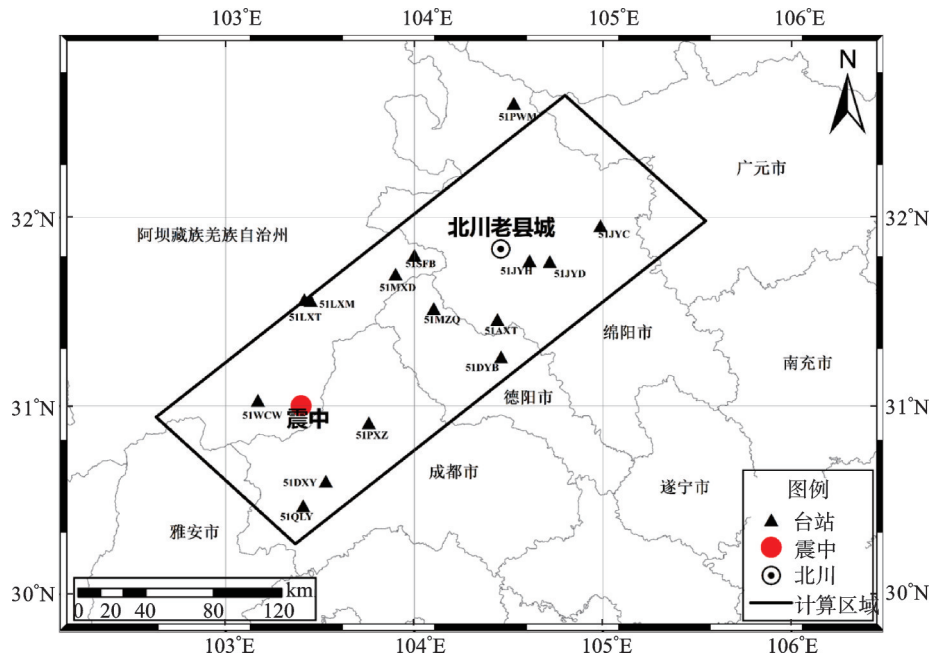 103°E
104°E
105°E
106°E
N
51PWM
广元市
32°N
32°N
阿坝藏族羌族自治州
北川老县城
51JYC
51SFB
51JYH
51JYD
51MXD
51LXM
51LXT
51MZQ
51AXT
绵阳市
51DYB
南充市
德阳市
31°N
31°N
51WCW
震中
51PXZ
成都市
51DXY
遂宁市
图例
51QLY
台站
雅安市
震中
北川
计算区域
30°N
30°N
km
0 20 40 80 120
103°E
104°E
105°E
106°E